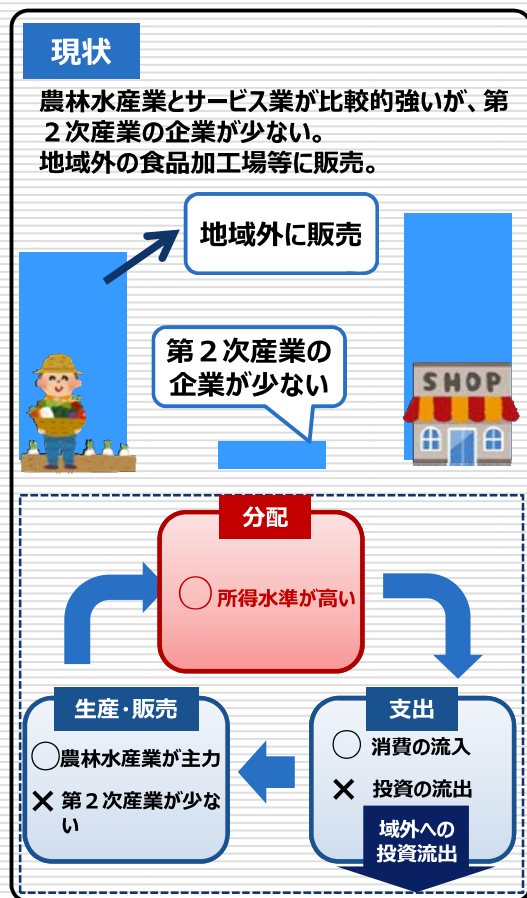 現状
農林水産業とサービス業が比較的強いが、第
２次産業の企業が少ない。
地域外の食品加工場等に販売。
地域外に販売
第２次産業の
企業が少ない
SHOP
分配
〇 所得水準が高い
生産・販売
〇農林水産業が主力
× 第２次産業が少な
い
支出
〇 消費の流入
× 投資の流出
域外への
投資流出